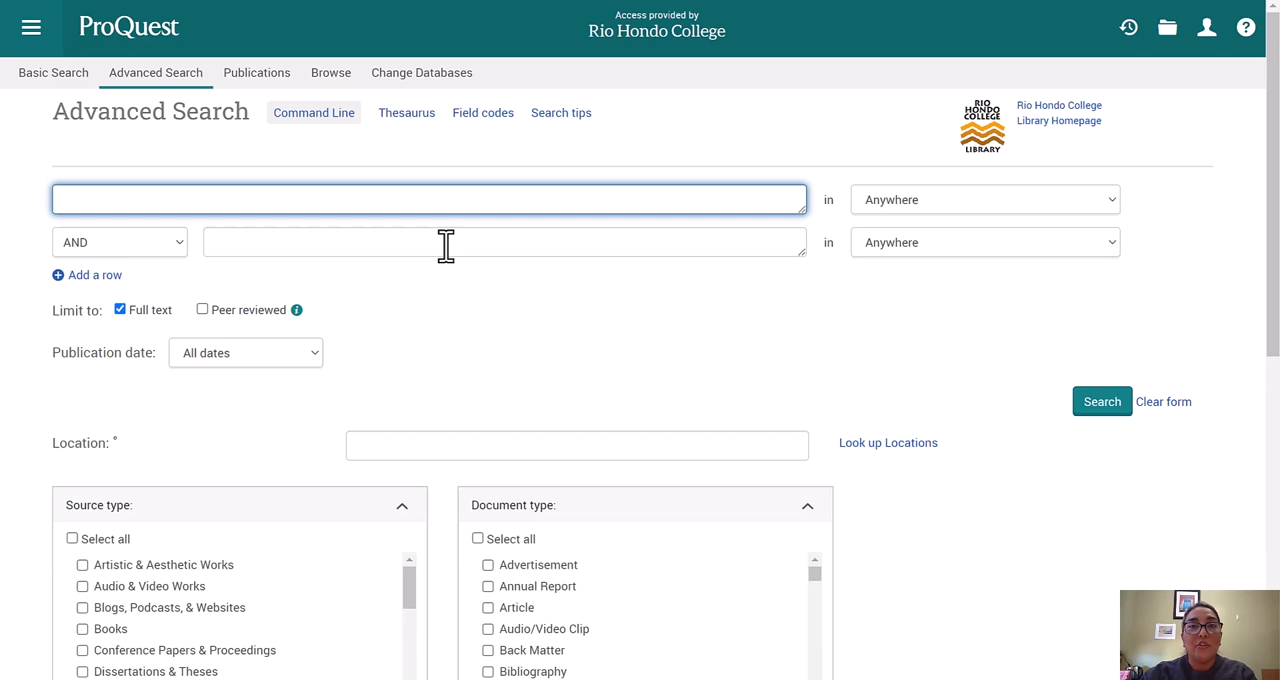 ProQuest
Access provided by
Rio Hondo College
?
Basic Search
Advanced Search
Publications
Browse
Change Databases
Advanced Search
Command Line
Thesaurus
Field codes
Search tips
RIO
HONDO
COLLEGE
LIBRARY
Rio Hondo College
Library Homepage
in
Anywhere
AND
in
Anywhere
Add a row
Limit to:
Full text
Peer reviewed
i
Publication date:
All dates
Search
Clear form
Location: °
Look up Locations
Source type:
Select all
Artistic & Aesthetic Works
Audio & Video Works
Blogs, Podcasts, & Websites
Books
Conference Papers & Proceedings
Dissertations & Theses
Document type:
Select all
Advertisement
Annual Report
Article
Audio/Video Clip
Back Matter
Bibliography